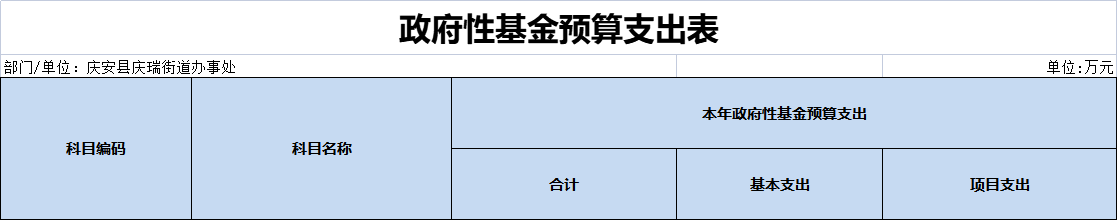 政府性基金预算支出表
部门/单位：庆安县庆瑞街道办事处 单位:万元
科目编码 科目名称 本年政府性基金预算支出
合计 基本支出 项目支出